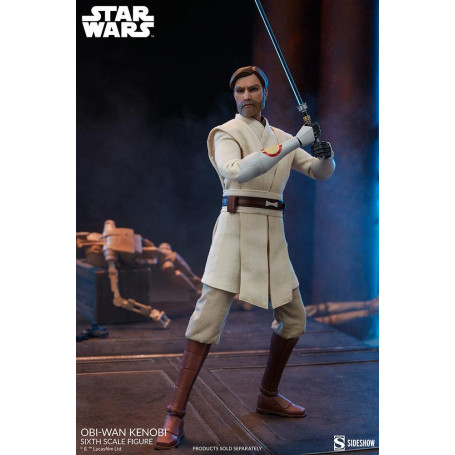 STAR
WARS
OBI-WAN KENOBI
SIXTH SCALE FIGURE
* & ™ Lucasfilm Ltd
PRODUCTS SOLD SEPARATELY
S SIDESHOW